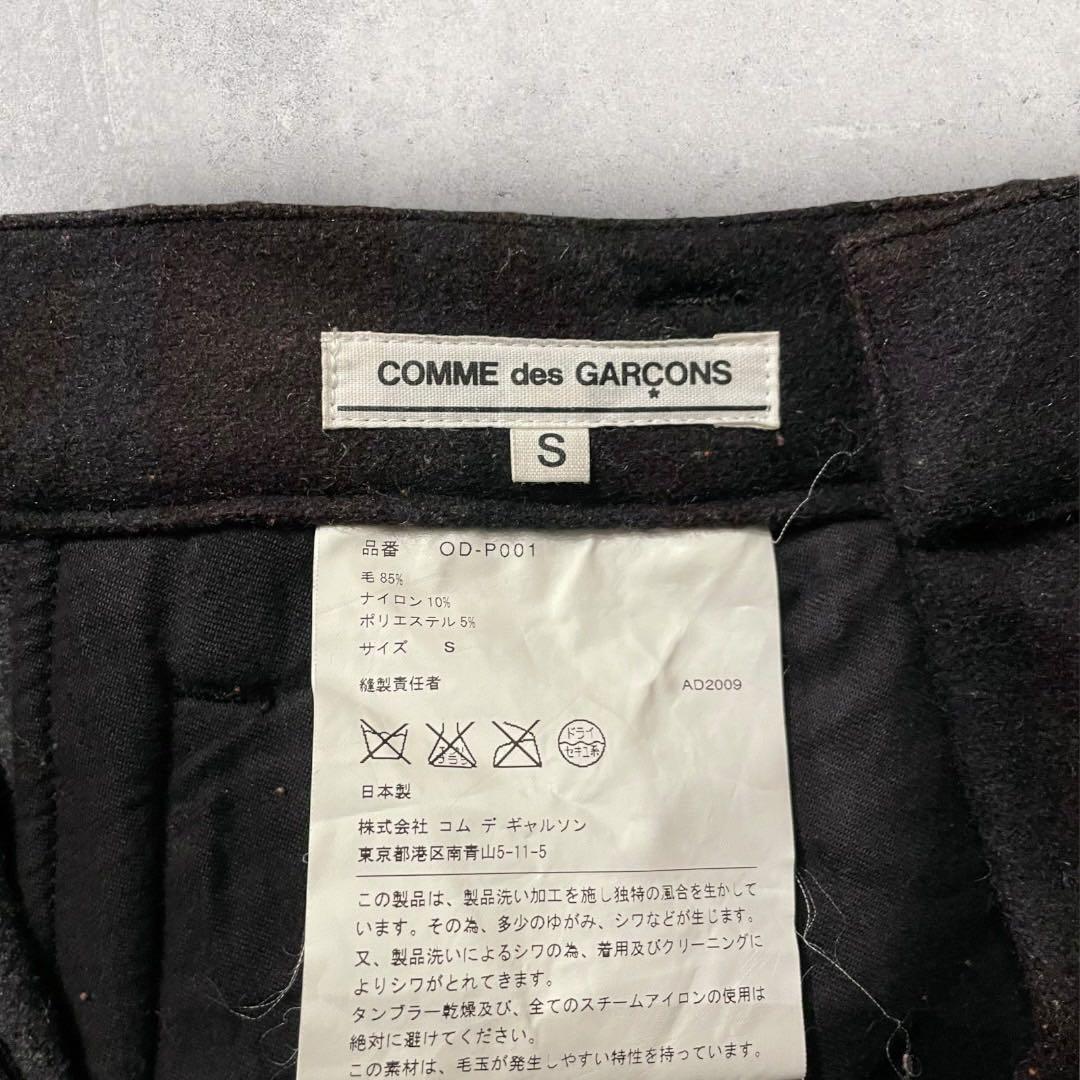 COMME des GARÇONS
S
品番 OD-P001
毛 85%
ナイロン 10%
ポリエステル 5%
サイズ S
縫製責任者 AD2009
エンソ
ドライ
セキユ系
日本製
株式会社 コム デ ギャルソン
東京都港区南青山5-11-5
この製品は、製品洗い加工を施し独特の風合を生かして
います。その為、多少のゆがみ、シワなどが生じます。
又、製品洗いによるシワの為、着用及びクリーニングに
よりシワがとれてきます。
タンブラー乾燥及び、全てのスチームアイロンの使用は
絶対に避けてください。
この素材は、毛玉が発生しやすい特性を持っています。